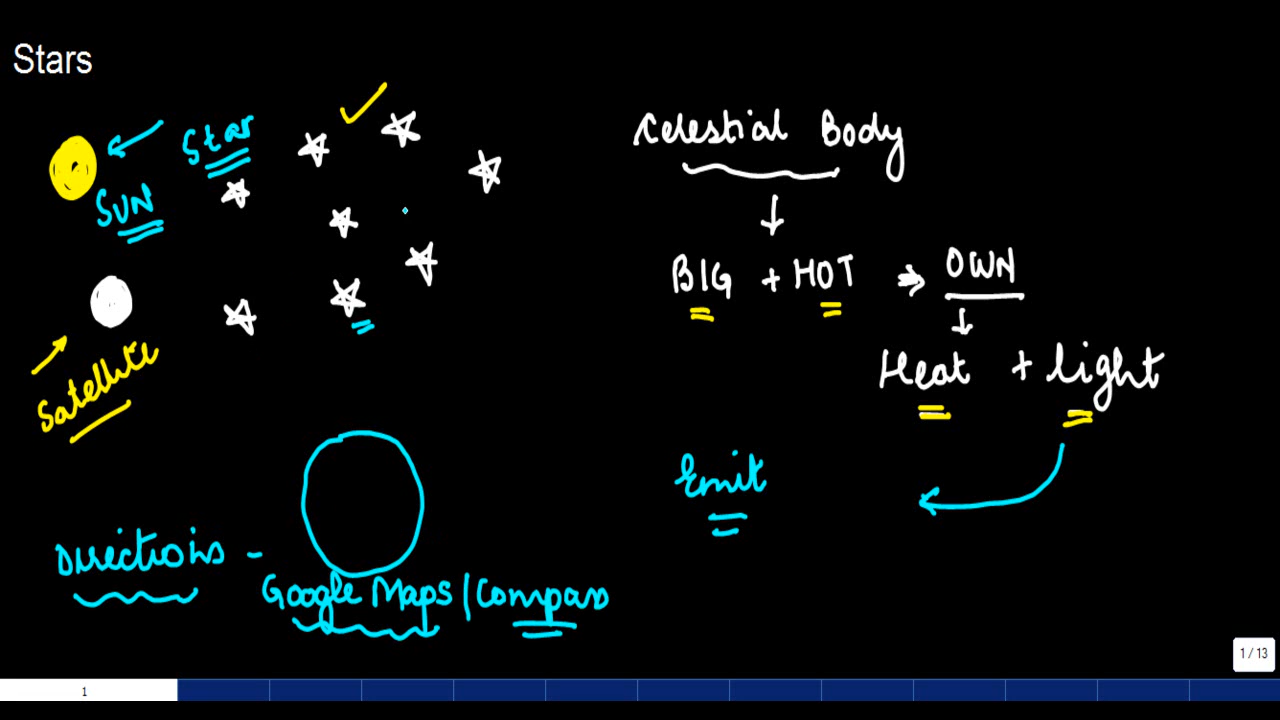 Stars
Star
SUN
Satellite
Directions -
Google Maps | Compass
Celestial Body
BIG + HOT → OWN
↓
Heat + light
Emit
1 / 13
1